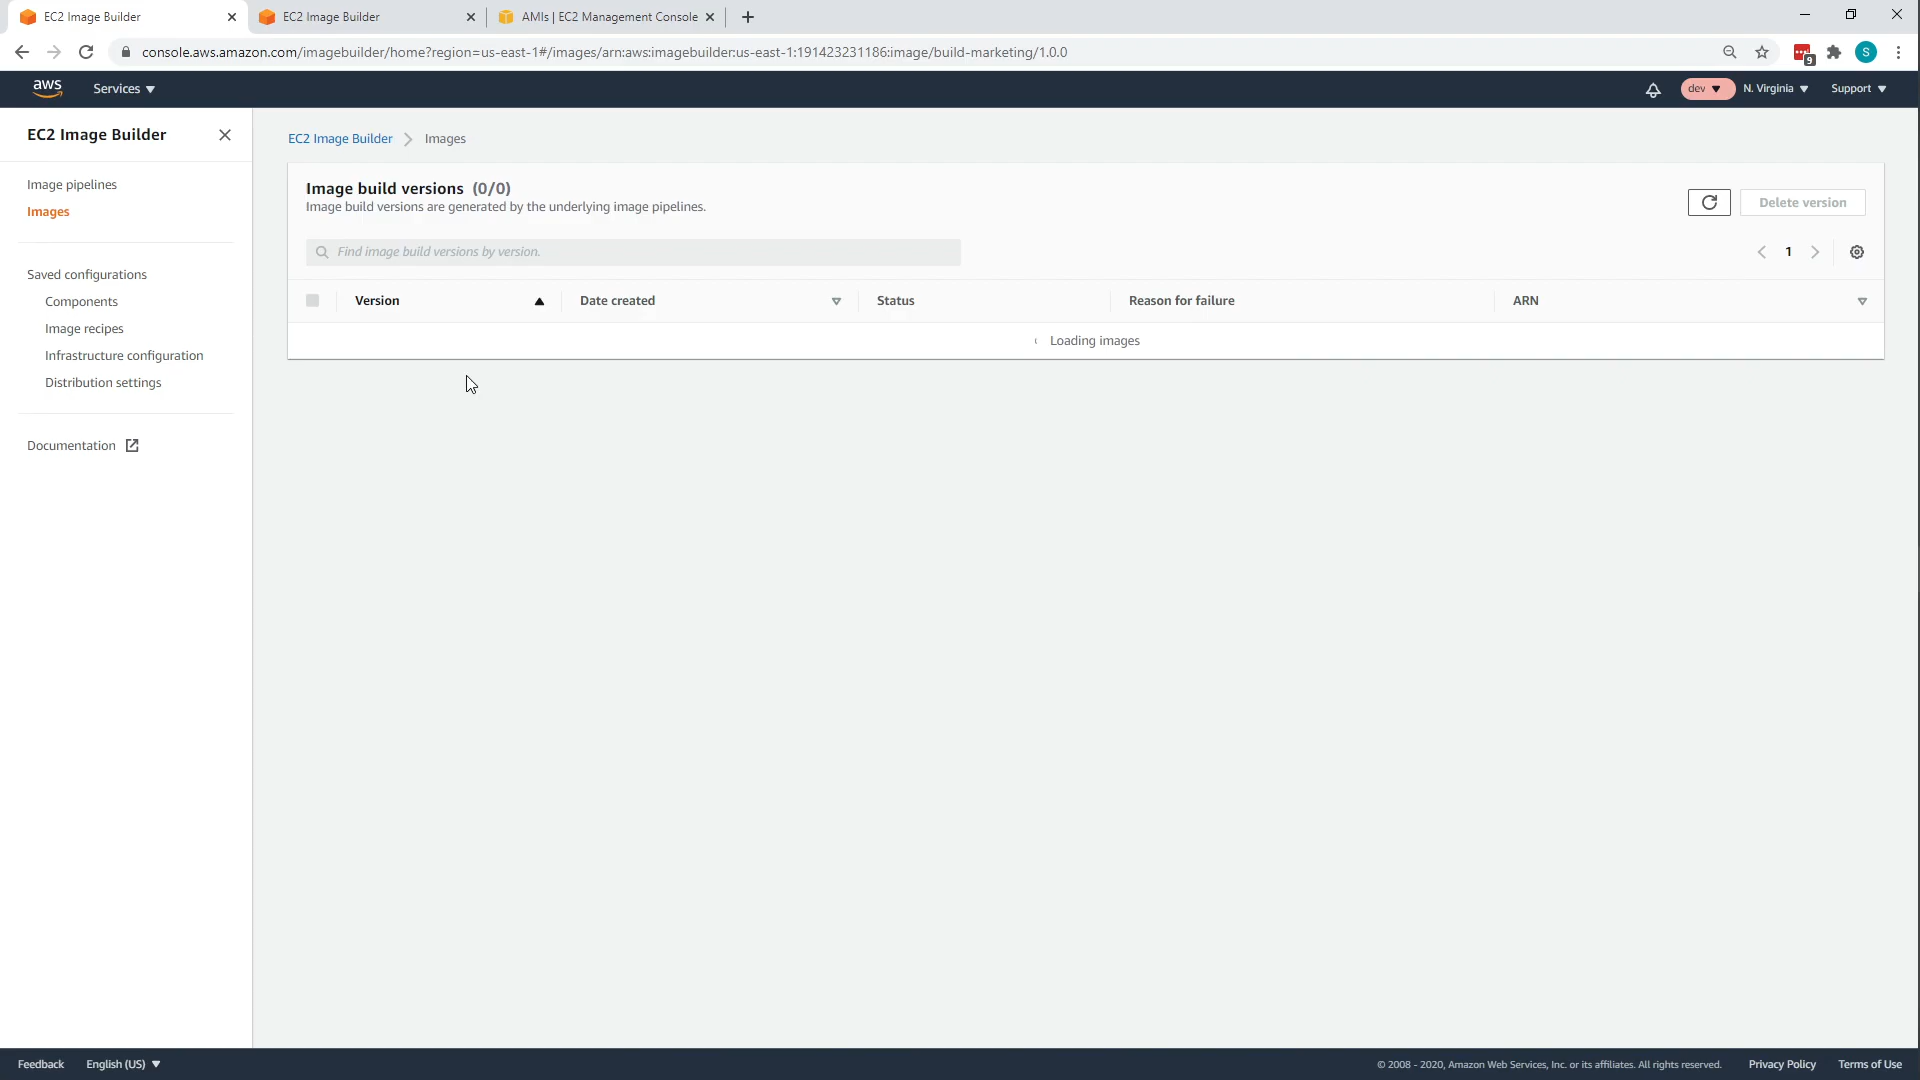 EC2 Image Builder
EC2 Image Builder
AMIs | EC2 Management Console
console.aws.amazon.com/imagebuilder/home?region=us-east-1#/images/arn:aws:imagebuilder:us-east-1:191423231186:image/build-marketing/1.0.0
9
S
aws
Services
dev
N. Virginia
Support
EC2 Image Builder
Image pipelines
Images
Saved configurations
Components
Image recipes
Infrastructure configuration
Distribution settings
Documentation
EC2 Image Builder
Images
Image build versions (0/0)
Image build versions are generated by the underlying image pipelines.
Delete version
Find image build versions by version.
1
Version
Date created
Status
Reason for failure
ARN
Loading images
Feedback
English (US)
© 2008 - 2020, Amazon Web Services, Inc. or its affiliates. All rights reserved.
Privacy Policy
Terms of Use